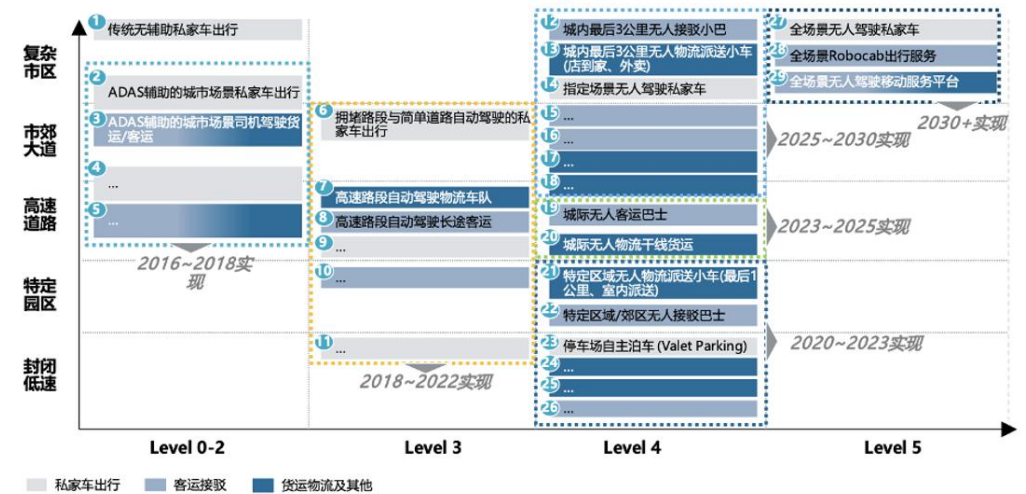 复杂
市区
市郊
大道
高速
道路
特定
园区
封闭
低速
1 传统无辅助私家车出行
2
ADAS辅助的城市场景私家车出行
3 ADAS辅助的城市场景司机驾驶货
运/客运
4
...
5
...
2016~2018实
现
6 拥堵路段与简单道路自动驾驶的私
家车出行
7 高速路段自动驾驶物流车队
8 高速路段自动驾驶长途客运
9 ...
10 ...
11 ...
2018~2022实现
12 城内最后3公里无人接驳小巴
13 城内最后3公里无人物流派送小车
(店到家、外卖)
14 指定场景无人驾驶私家车
15 ...
16 ...
17 ...
18 ...
2025~2030实现
19 城际无人客运巴士
20 城际无人物流干线货运
2023~2025实现
21 特定区域无人物流派送小车(最后1
公里、室内派送)
22 特定区域/郊区无人接驳巴士
23 停车场自主泊车 (Valet Parking)
24 ...
25 ...
26 ...
2020~2023实现
27 全场景无人驾驶私家车
28 全场景Robocab出行服务
29 全场景无人驾驶移动服务平台
2030+实现
Level 0-2
Level 3
Level 4
Level 5
私家车出行
客运接驳
货运物流及其他